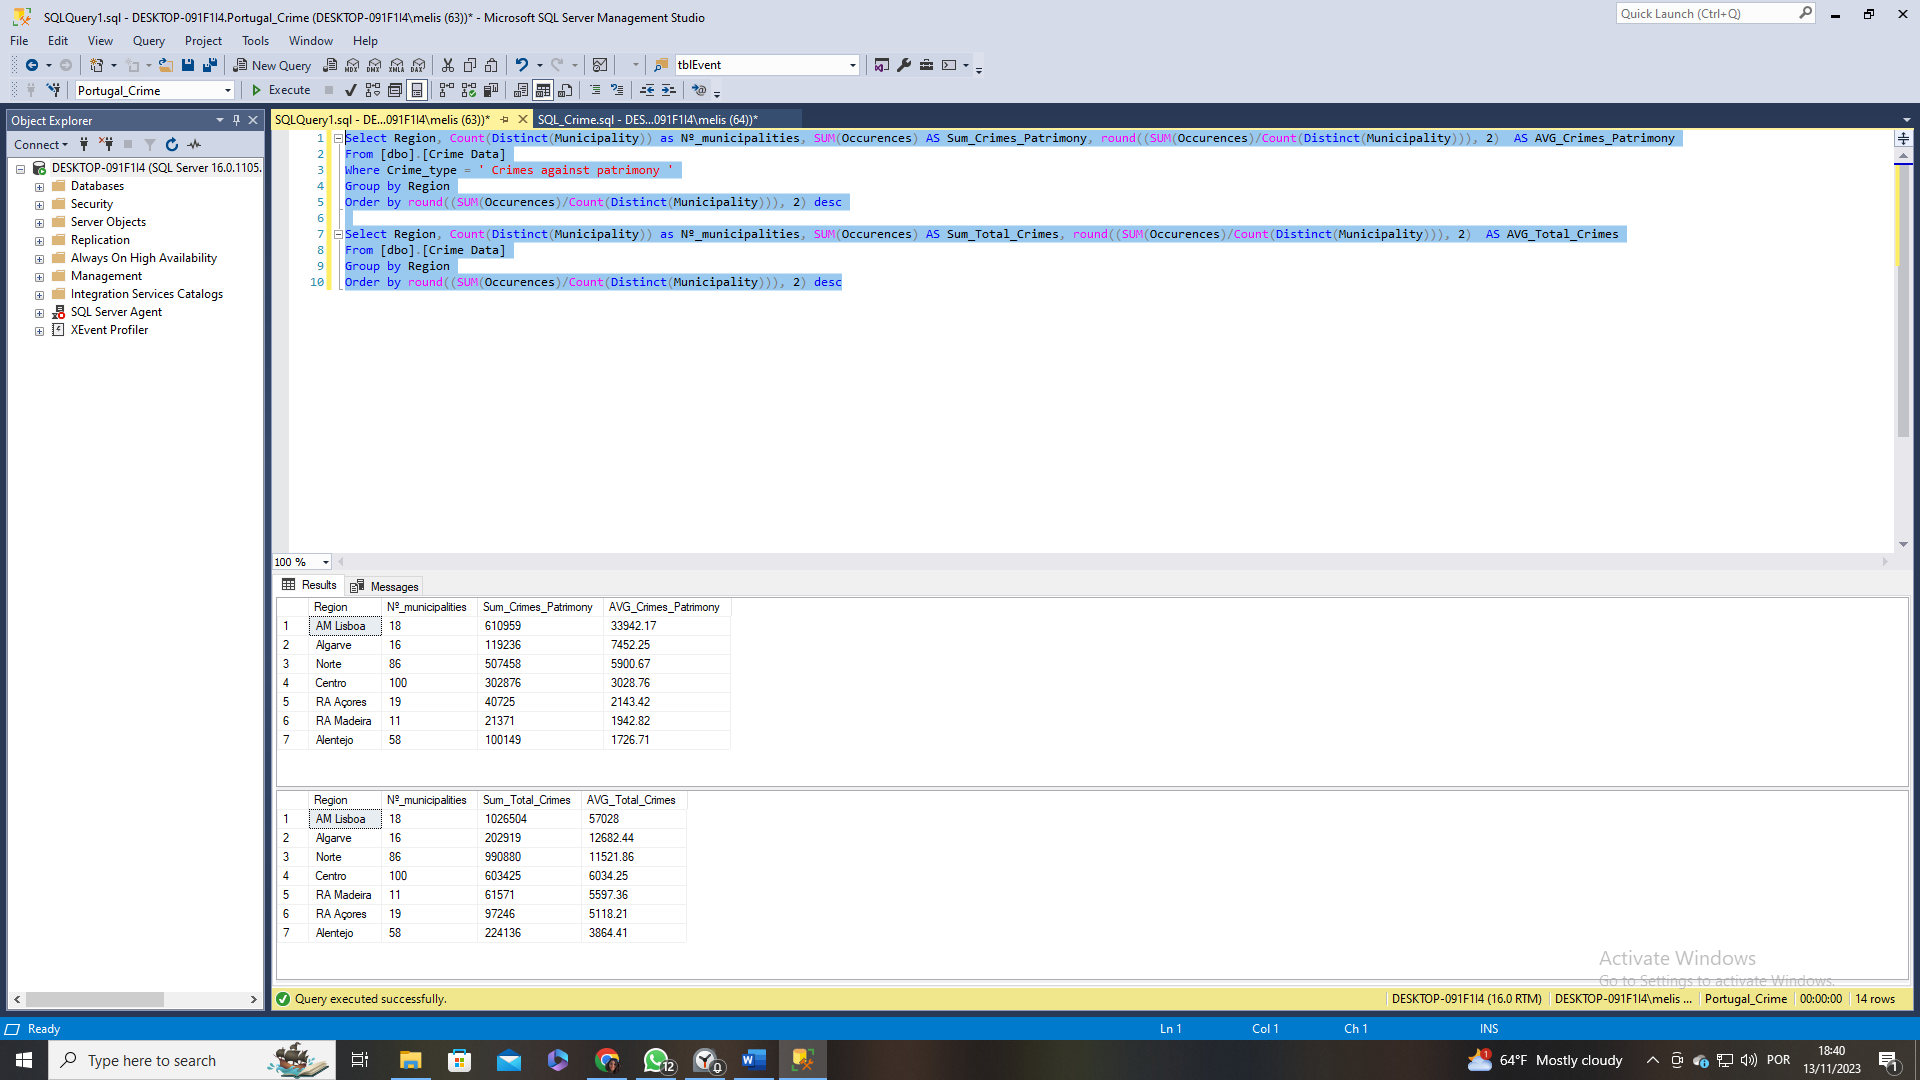 SQLQuery1.sql - DESKTOP-091F1I4.Portugal_Crime (DESKTOP-091F1I4\melis (63))* - Microsoft SQL Server Management Studio
Quick Launch (Ctrl+Q)
File Edit View Query Project Tools Window Help
New Query MDX DMX XMLA DAX tblEvent
Portugal_Crime Execute
Object Explorer
Connect
DESKTOP-091F1I4 (SQL Server 16.0.1105.
Databases
Security
Server Objects
Replication
Always On High Availability
Management
Integration Services Catalogs
SQL Server Agent
XEvent Profiler
SQLQuery1.sql - DE...091F1I4\melis (63))* SQL_Crime.sql - DES...091F1I4\melis (64))*
1 Select Region, Count(Distinct(Municipality)) as Nº_municipalities, SUM(Occurences) AS Sum_Crimes_Patrimony, round((SUM(Occurences)/Count(Distinct(Municipality))), 2) AS AVG_Crimes_Patrimony
2 From [dbo].[Crime Data]
3 Where Crime_type = ' Crimes against patrimony '
4 Group by Region
5 Order by round((SUM(Occurences)/Count(Distinct(Municipality))), 2) desc
6
7 Select Region, Count(Distinct(Municipality)) as Nº_municipalities, SUM(Occurences) AS Sum_Total_Crimes, round((SUM(Occurences)/Count(Distinct(Municipality))), 2) AS AVG_Total_Crimes
8 From [dbo].[Crime Data]
9 Group by Region
10 Order by round((SUM(Occurences)/Count(Distinct(Municipality))), 2) desc
100 %
Results Messages
Region Nº_municipalities Sum_Crimes_Patrimony AVG_Crimes_Patrimony
1 AM Lisboa 18 610959 33942.17
2 Algarve 16 119236 7452.25
3 Norte 86 507458 5900.67
4 Centro 100 302876 3028.76
5 RA Açores 19 40725 2143.42
6 RA Madeira 11 21371 1942.82
7 Alentejo 58 100149 1726.71
Region Nº_municipalities Sum_Total_Crimes AVG_Total_Crimes
1 AM Lisboa 18 1026504 57028
2 Algarve 16 202919 12682.44
3 Norte 86 990880 11521.86
4 Centro 100 603425 6034.25
5 RA Madeira 11 61571 5597.36
6 RA Açores 19 97246 5118.21
7 Alentejo 58 224136 3864.41
Activate Windows
Go to Settings to activate Windows.
Query executed successfully. DESKTOP-091F1I4 (16.0 RTM) DESKTOP-091F1I4\melis ... Portugal_Crime 00:00:00 14 rows
Ready Ln 1 Col 1 Ch 1 INS
Type here to search 12 0 1 64°F Mostly cloudy POR 18:40
13/11/2023 1